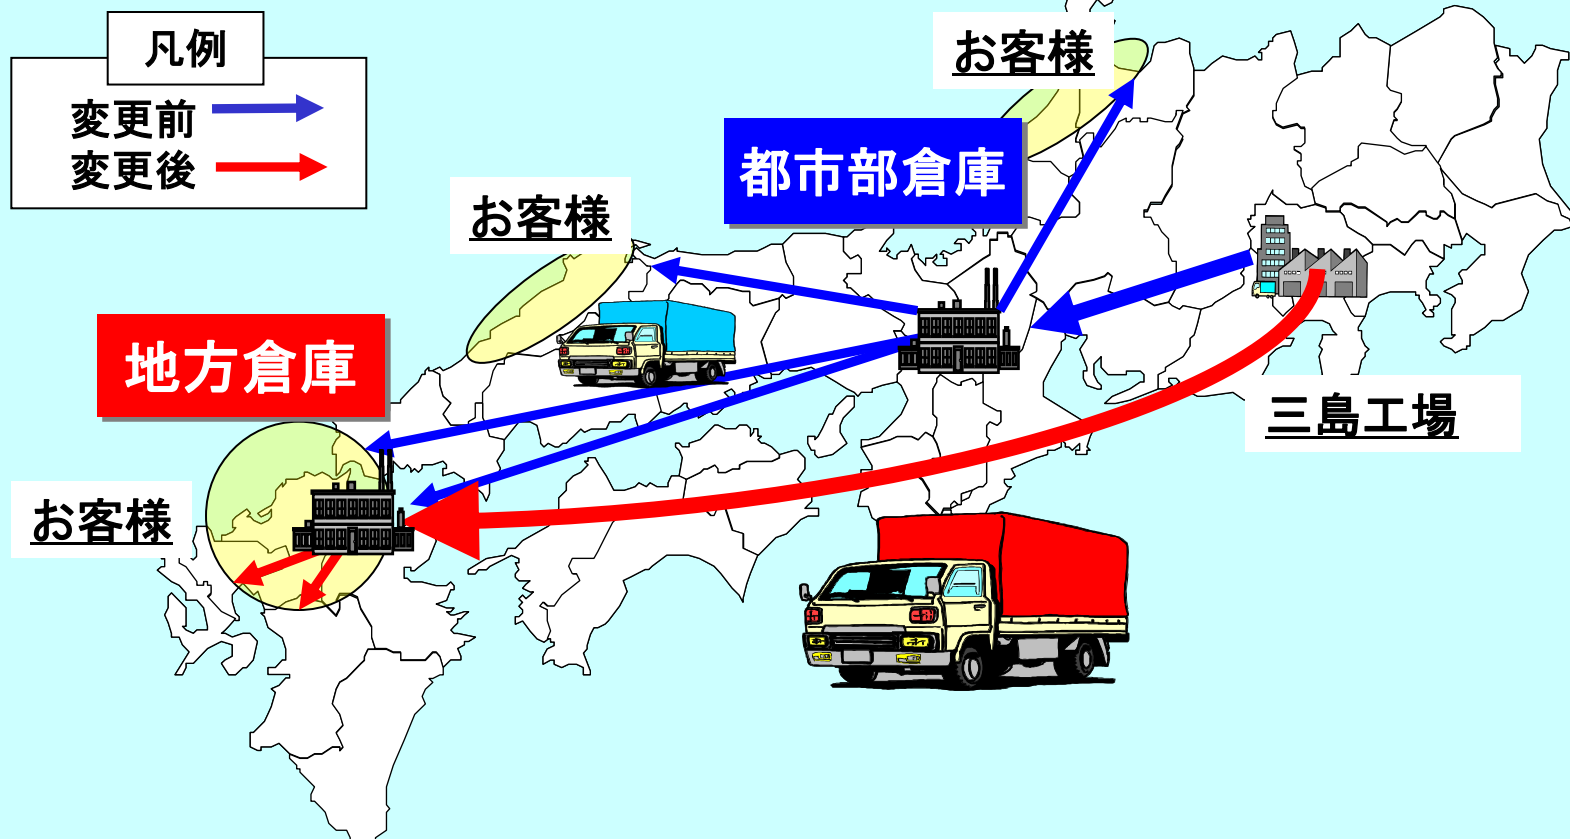 凡例
変更前
変更後
お客様
都市部倉庫
お客様
地方倉庫
三島工場
お客様